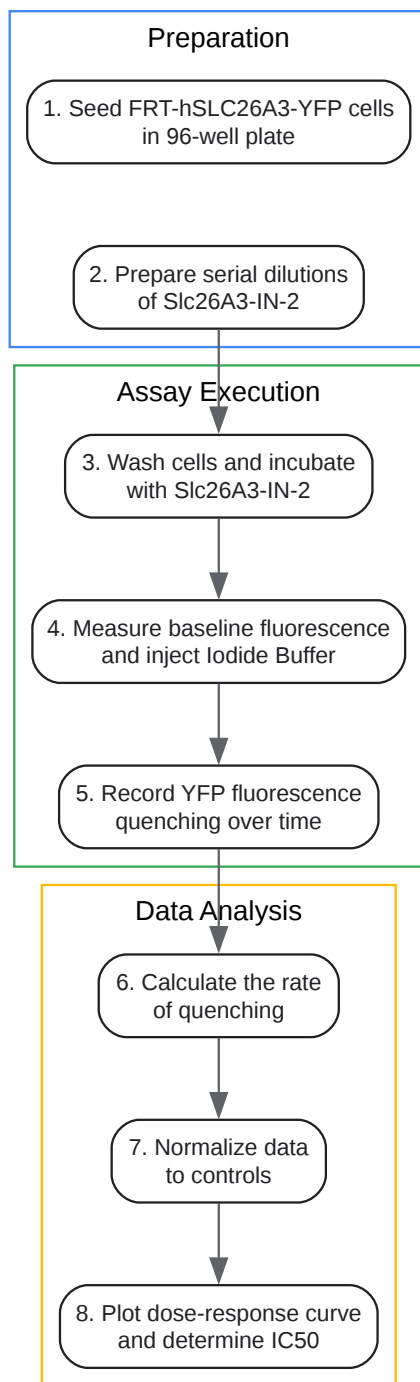 Preparation
1. Seed FRT-hSLC26A3-YFP cells
in 96-well plate
2. Prepare serial dilutions
of Slc26A3-IN-2
Assay Execution
3. Wash cells and incubate
with Slc26A3-IN-2
4. Measure baseline fluorescence
and inject Iodide Buffer
5. Record YFP fluorescence
quenching over time
Data Analysis
6. Calculate the rate
of quenching
7. Normalize data
to controls
8. Plot dose-response curve
and determine IC50